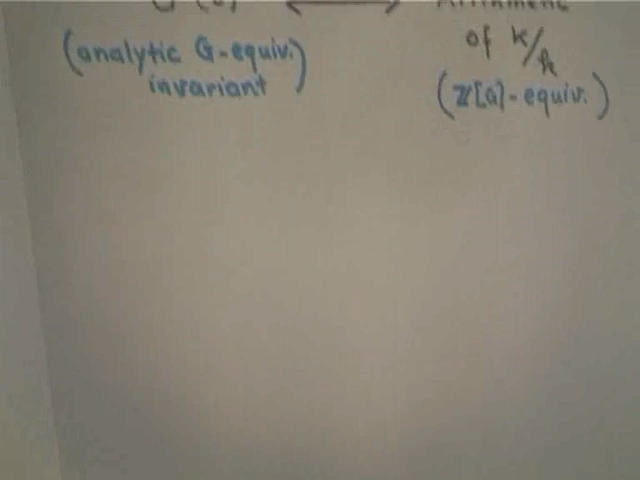 (analytic G-equiv.
invariant)
of K/k
(Z[G]-equiv.)